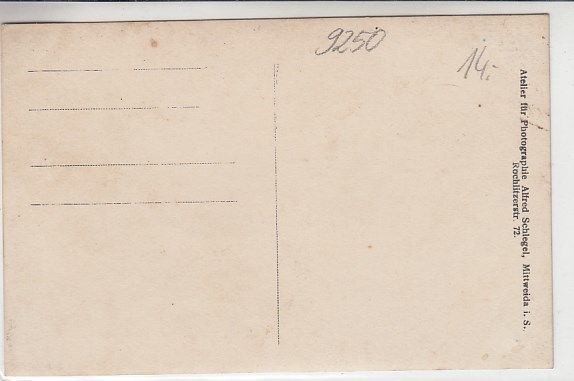 9250
14.-
Atelier für Photographie Alfred Schlegel, Mittweida i. S.
Rochlitzerstr. 72.